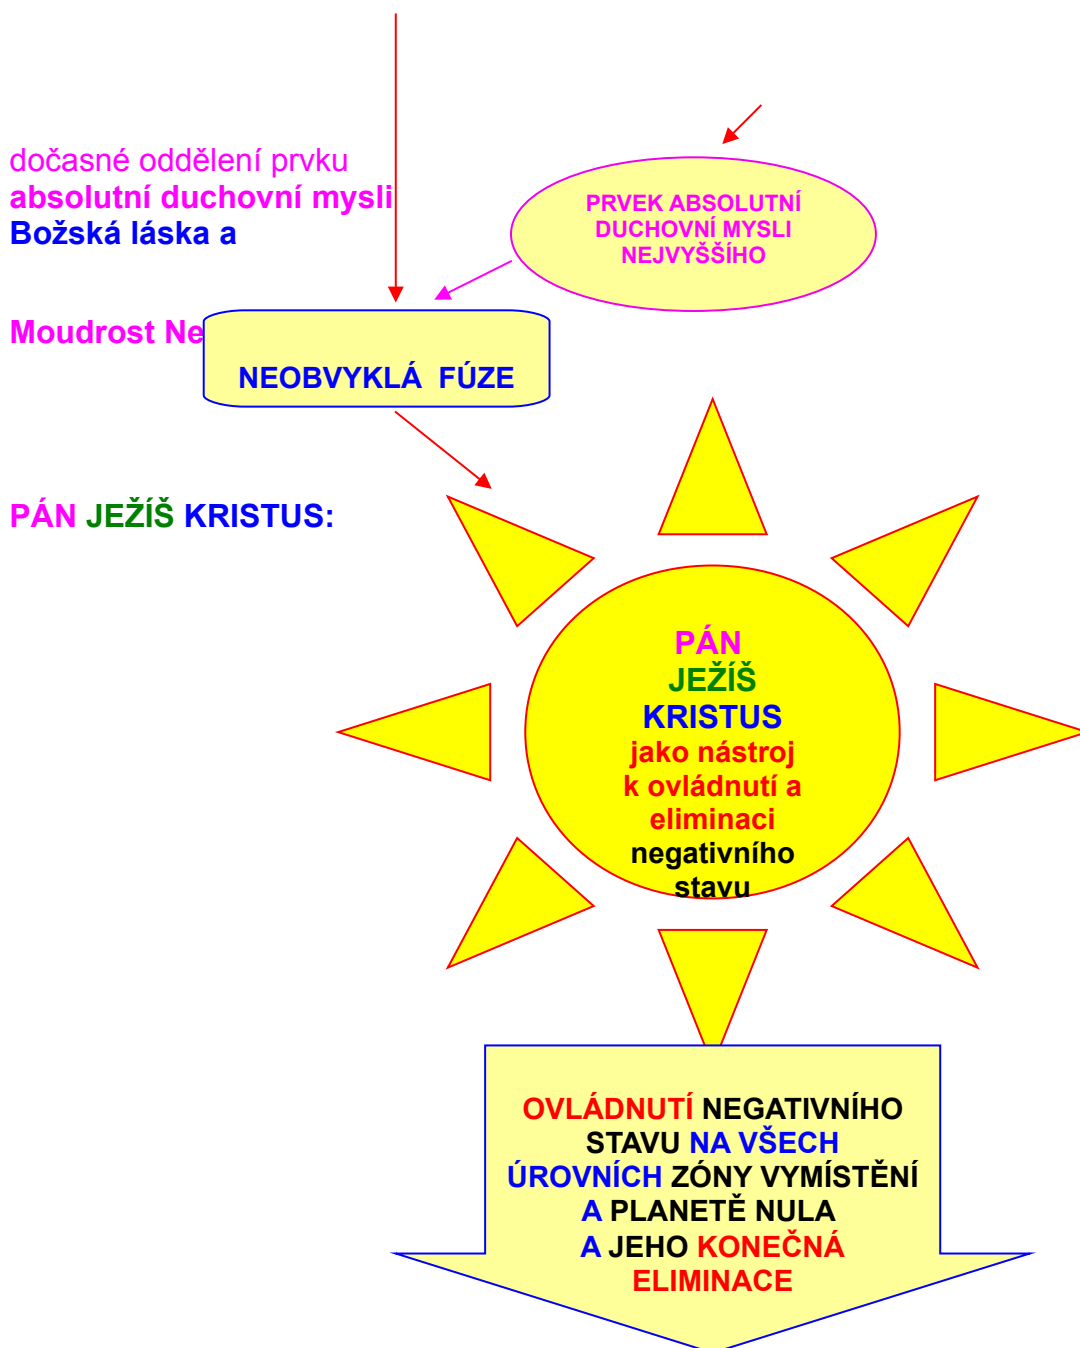 dočasné oddělení prvku
absolutní duchovní mysli
Božská láska a
PRVEK ABSOLUTNÍ
DUCHOVNÍ MYSLI
NEJVYŠŠÍHO
Moudrost Ne
NEOBVYKLÁ FÚZE
PÁN JEŽÍŠ KRISTUS:
PÁN
JEŽÍŠ
KRISTUS
jako nástroj
k ovládnutí a
eliminaci
negativního
stavu
OVLÁDNUTÍ NEGATIVNÍHO
STAVU NA VŠECH
ÚROVNÍCH ZÓNY VYMÍSTĚNÍ
A PLANETĚ NULA
A JEHO KONEČNÁ
ELIMINACE